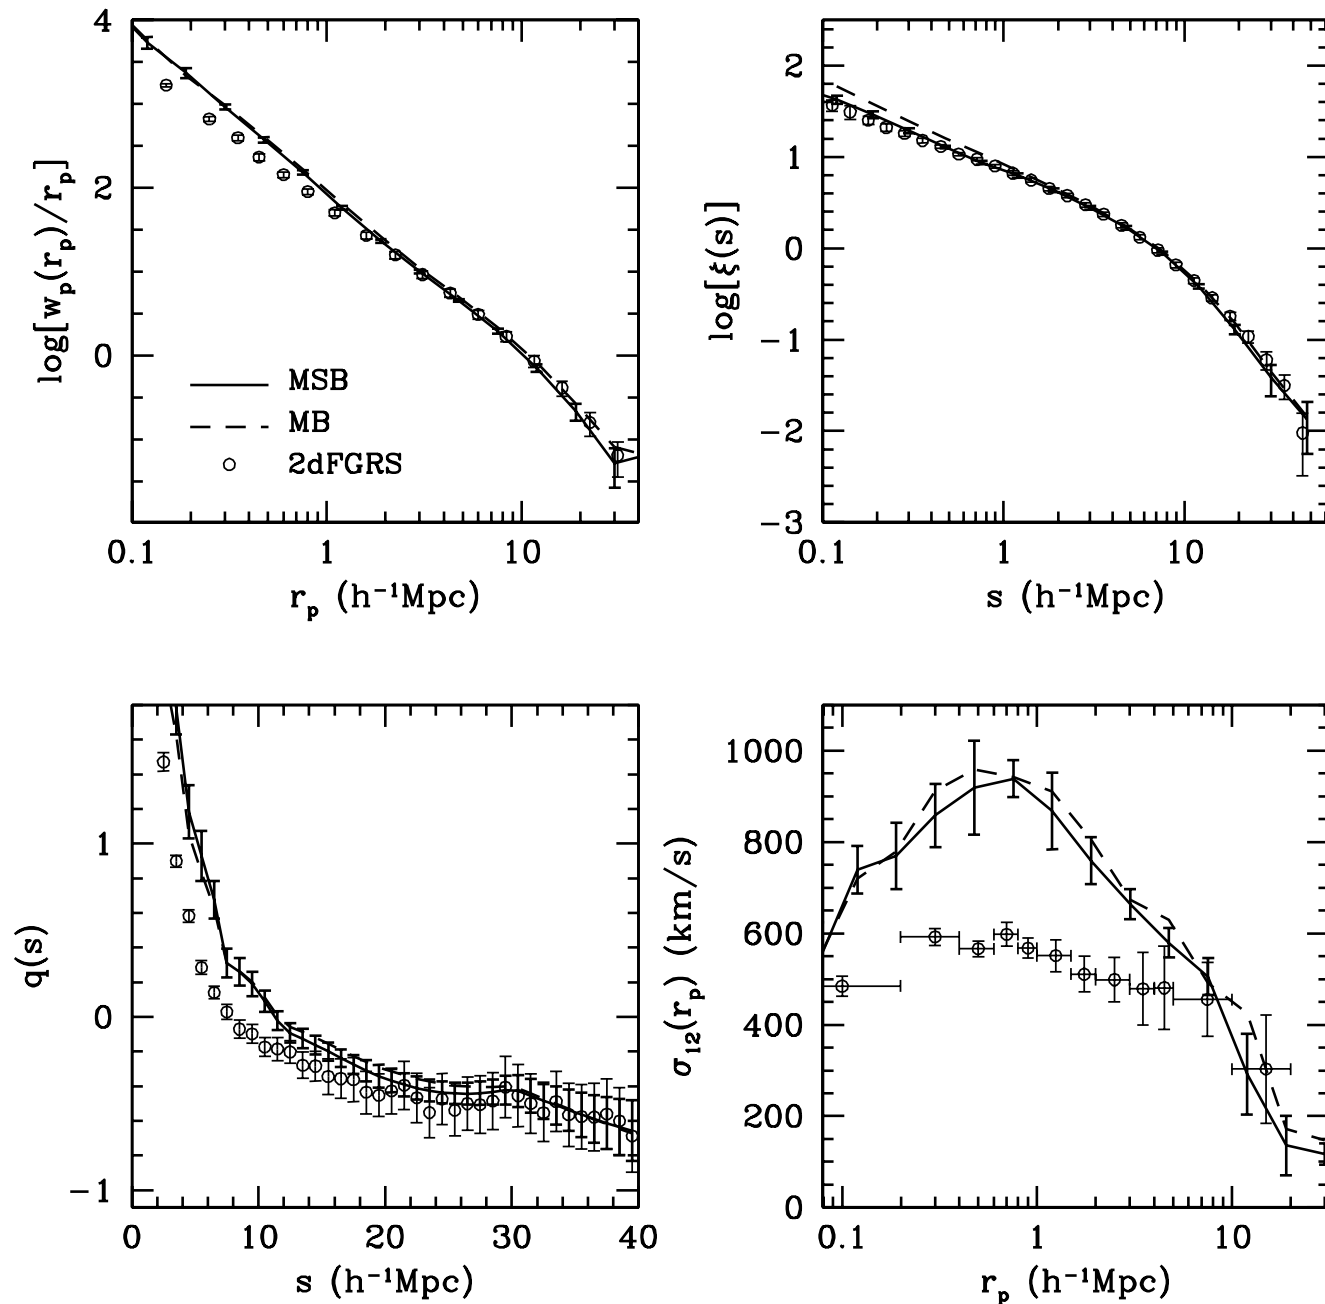 4
2
0
log[w_p(r_p)/r_p]
MSB
MB
2dFGRS
0.1 1 10
r_p (h⁻¹Mpc)
2
1
0
−1
−2
−3
log[ξ(s)]
0.1 1 10
s (h⁻¹Mpc)
1
0
−1
q(s)
0 10 20 30 40
s (h⁻¹Mpc)
1000
800
600
400
200
0
σ₁₂(r_p) (km/s)
0.1 1 10
r_p (h⁻¹Mpc)